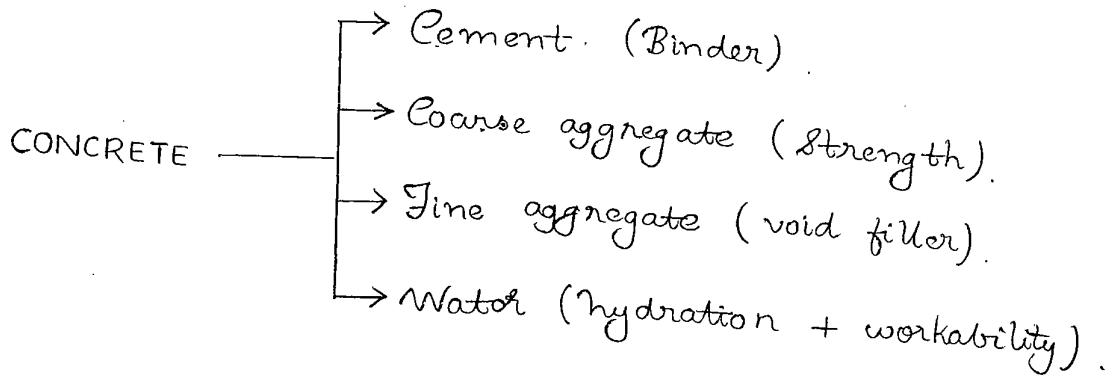 Cement. (Binder).
Coarse aggregate (Strength).
CONCRETE
Fine aggregate (void filler).
Water (hydration + workability).